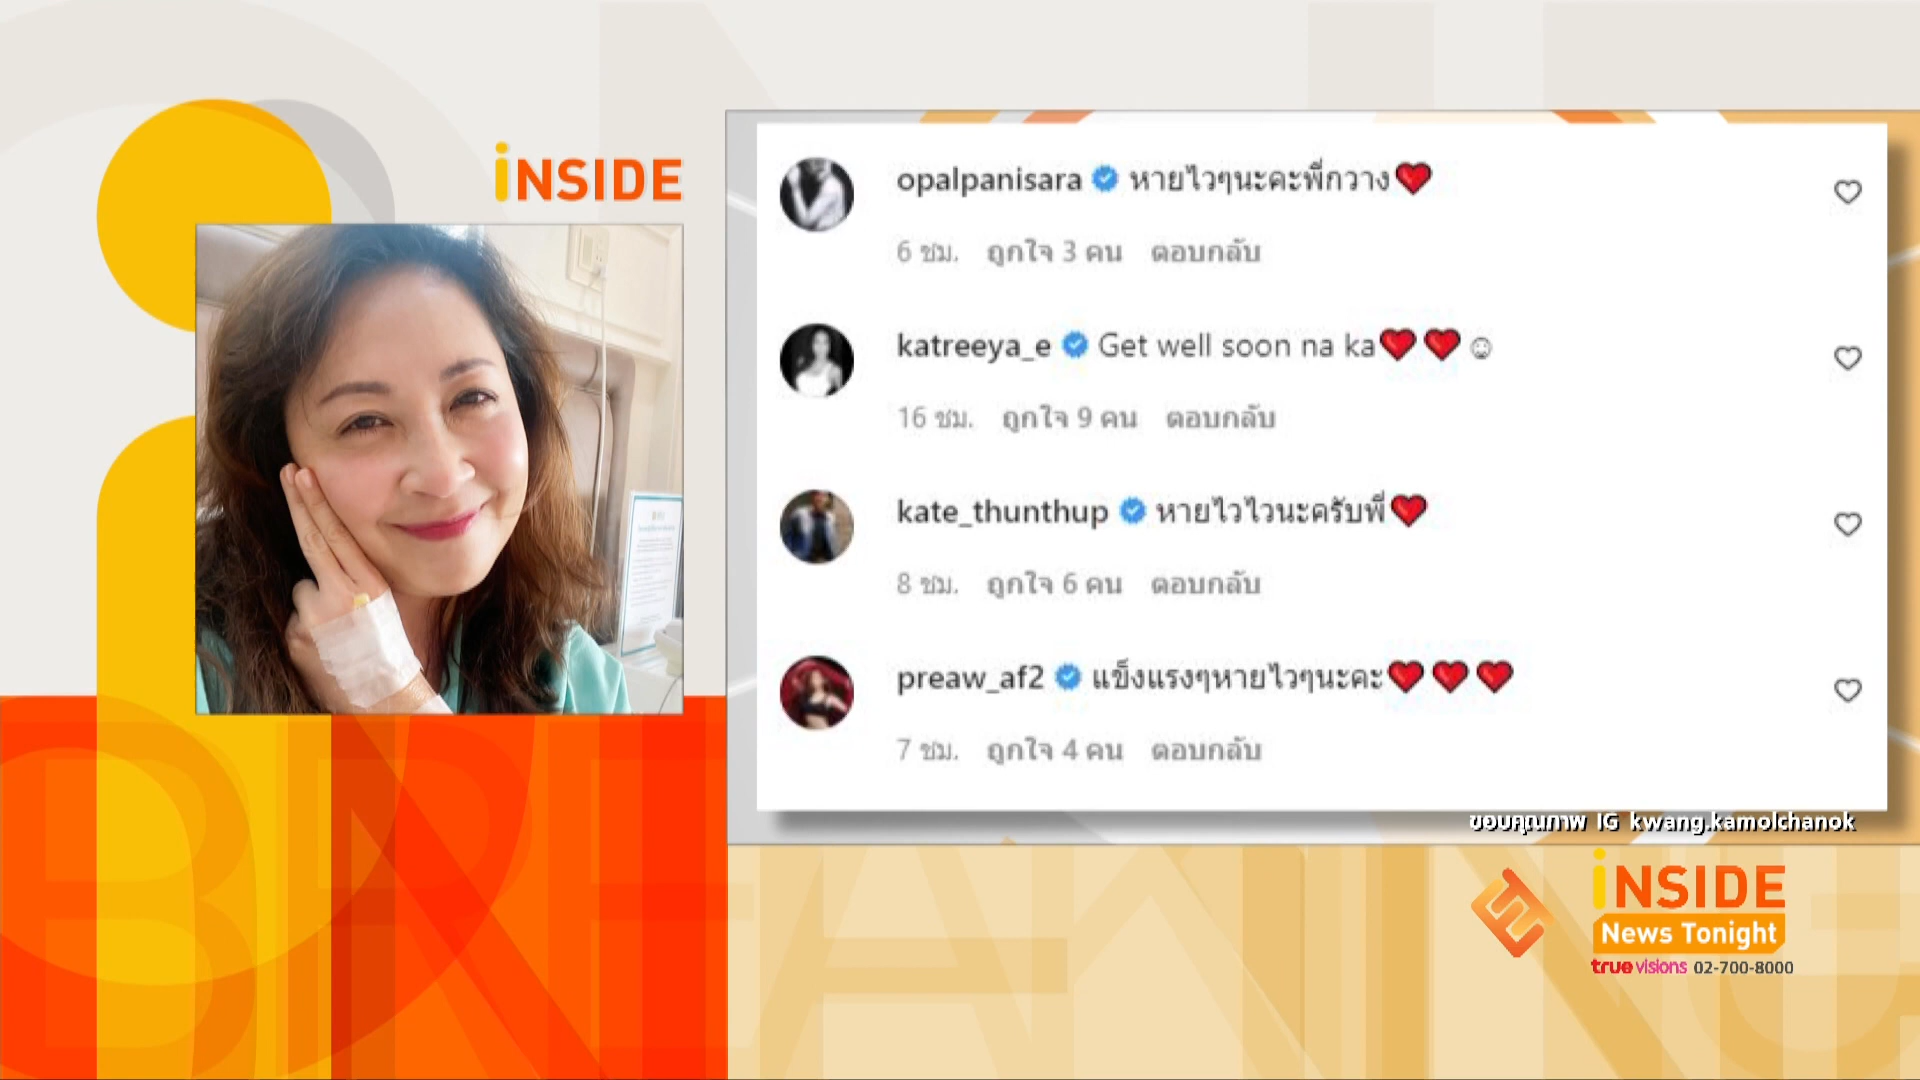 iNSIDE
opalpanisara หายไวๆนะคะพี่กวาง❤️
6 ชม. ถูกใจ 3 คน ตอบกลับ
katreeya_e Get well soon na ka❤️❤️☺
16 ชม. ถูกใจ 9 คน ตอบกลับ
kate_thunthup หายไวไวนะครับพี่❤️
8 ชม. ถูกใจ 6 คน ตอบกลับ
preaw_af2 แข็งแรงๆหายไวๆนะคะ❤️❤️❤️
7 ชม. ถูกใจ 4 คน ตอบกลับ
ขอบคุณภาพ IG kwang.kamolchanok
iNSIDE
News Tonight
truevisions 02-700-8000